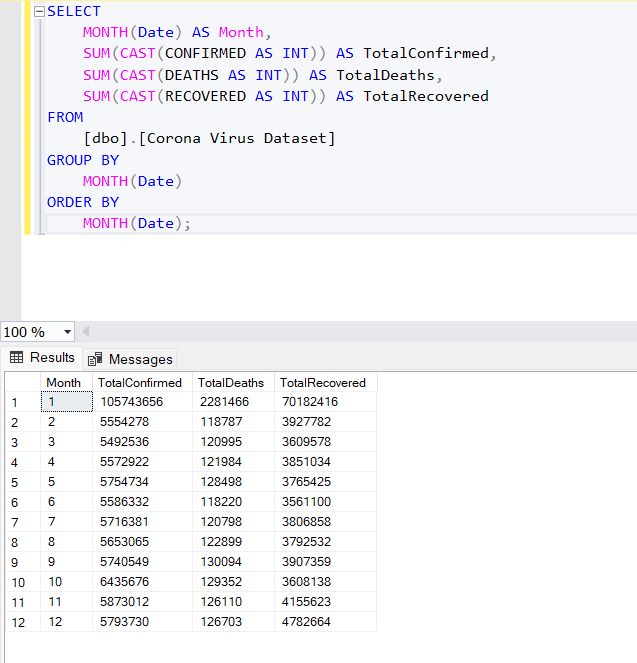 SELECT
MONTH(Date) AS Month,
SUM(CAST(CONFIRMED AS INT)) AS TotalConfirmed,
SUM(CAST(DEATHS AS INT)) AS TotalDeaths,
SUM(CAST(RECOVERED AS INT)) AS TotalRecovered
FROM
[dbo].[Corona Virus Dataset]
GROUP BY
MONTH(Date)
ORDER BY
MONTH(Date);
100 %
Results Messages
Month TotalConfirmed TotalDeaths TotalRecovered
1 1 105743656 2281466 70182416
2 2 5554278 118787 3927782
3 3 5492536 120995 3609578
4 4 5572922 121984 3851034
5 5 5754734 128498 3765425
6 6 5586332 118220 3561100
7 7 5716381 120798 3806858
8 8 5653065 122899 3792532
9 9 5740549 130094 3907359
10 10 6435676 129352 3608138
11 11 5873012 126110 4155623
12 12 5793730 126703 4782664